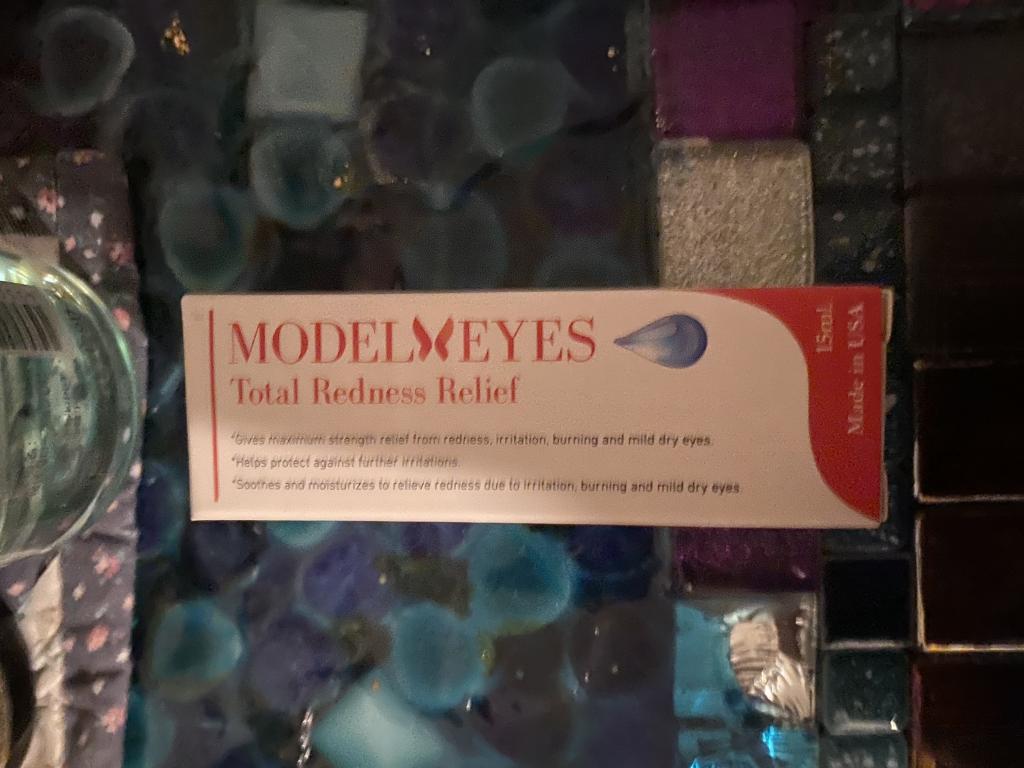 MODEL EYES
Total Redness Relief
*Gives maximum strength relief from redness, irritation, burning and mild dry eyes.
*Helps protect against further irritations.
*Soothes and moisturizes to relieve redness due to irritation, burning and mild dry eyes.
15mL
Made in USA